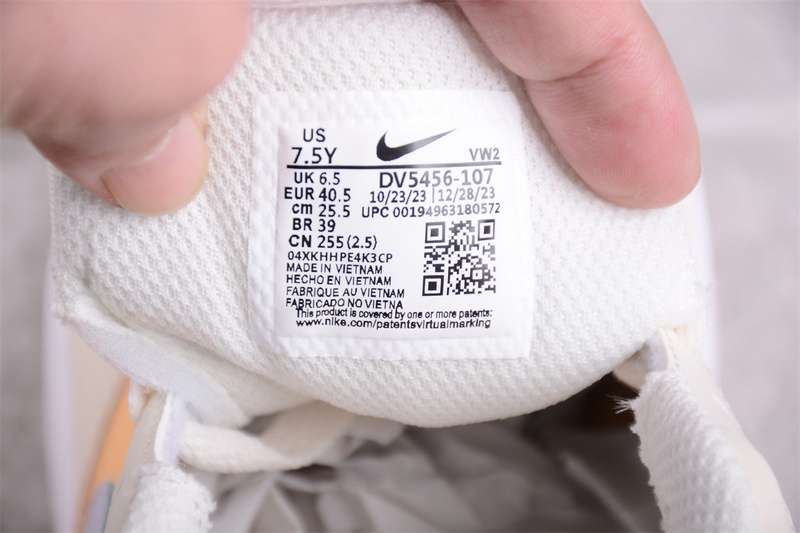 US
7.5Y
VW2
UK 6.5
EUR 40.5
cm 25.5
BR 39
CN 255 (2.5)
DV5456-107
10/23/23 | 12/28/23
UPC 00194963180572
04XKHHPE4K3CP
MADE IN VIETNAM
HECHO EN VIETNAM
FABRIQUE AU VIETNAM
FABRICADO NO VIETNA
This product is covered by one or more patents:
www.nike.com/patentsvirtualmarking